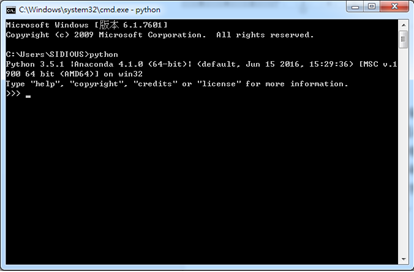 C:\Windows\system32\cmd.exe - python
Microsoft Windows [版本 6.1.7601]
Copyright (c) 2009 Microsoft Corporation.  All rights reserved.
C:\Users\SIDIOUS>python
Python 3.5.1 |Anaconda 4.1.0 (64-bit)| (default, Jun 15 2016, 15:29:36) [MSC v.1
900 64 bit (AMD64)] on win32
Type "help", "copyright", "credits" or "license" for more information.
>>> _